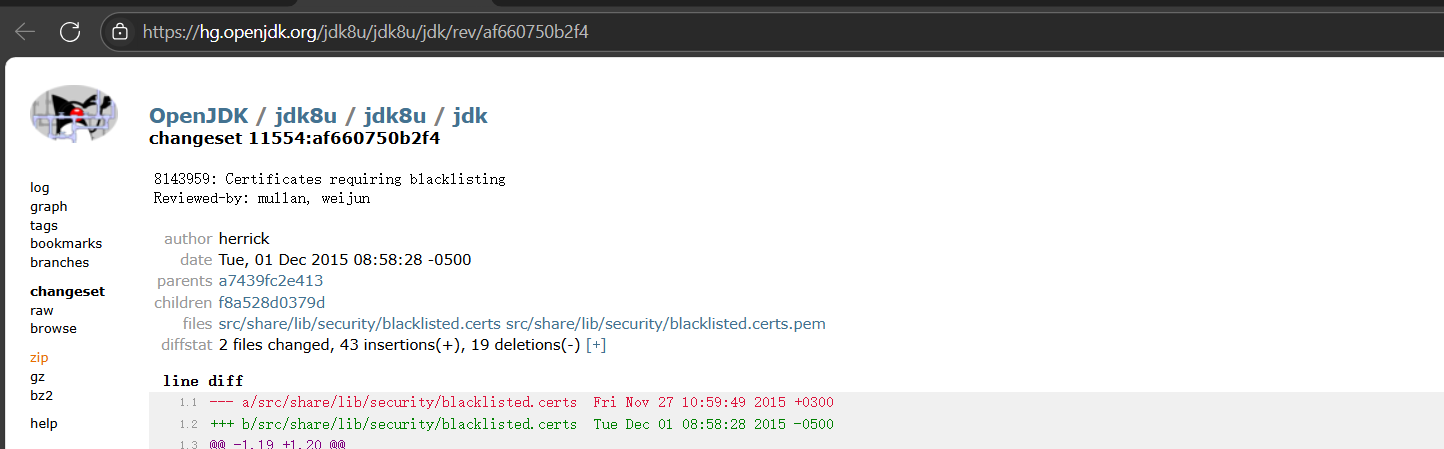 https://hg.openjdk.org/jdk8u/jdk8u/jdk/rev/af660750b2f4
OpenJDK / jdk8u / jdk8u / jdk
changeset 11554:af660750b2f4
8143959: Certificates requiring blacklisting
Reviewed-by: mullan, weijun
log
graph
tags
bookmarks
branches
changeset
raw
browse
zip
gz
bz2
help
author herrick
date Tue, 01 Dec 2015 08:58:28 -0500
parents a7439fc2e413
children f8a528d0379d
files src/share/lib/security/blacklisted.certs src/share/lib/security/blacklisted.certs.pem
diffstat 2 files changed, 43 insertions(+), 19 deletions(-) [+]
line diff
1.1 --- a/src/share/lib/security/blacklisted.certs Fri Nov 27 10:59:49 2015 +0300
1.2 +++ b/src/share/lib/security/blacklisted.certs Tue Dec 01 08:58:28 2015 -0500
1.3 @@ -1,19 +1,20 @@